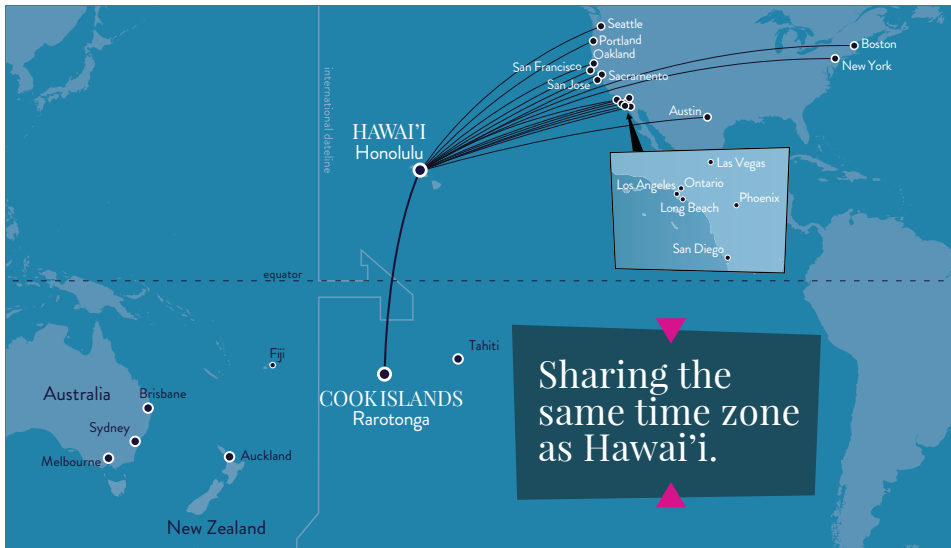 Seattle
Portland
Oakland
San Francisco
Sacramento
San Jose
Boston
New York
Austin
international dateline
HAWAI'I
Honolulu
Las Vegas
Los Angeles
Ontario
Long Beach
Phoenix
San Diego
equator
Fiji
Tahiti
COOK ISLANDS
Rarotonga
Australia
Brisbane
Sydney
Melbourne
Auckland
New Zealand
Sharing the
same time zone
as Hawai'i.